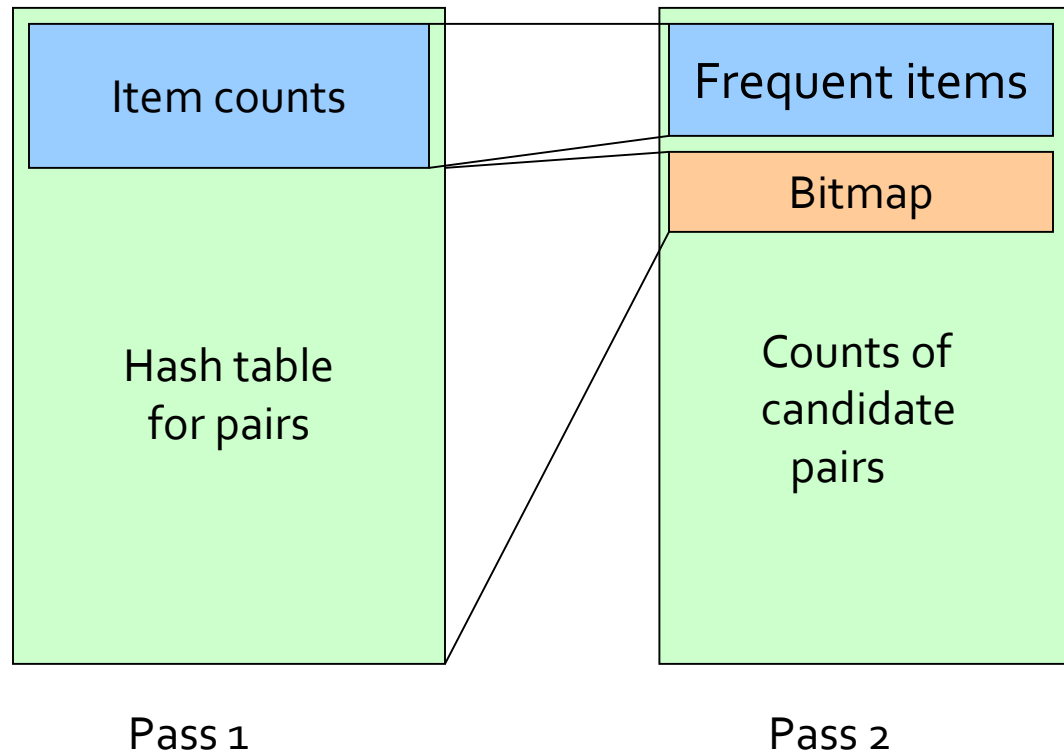 Item counts
Hash table
for pairs
Pass 1
Frequent items
Bitmap
Counts of
candidate
pairs
Pass 2